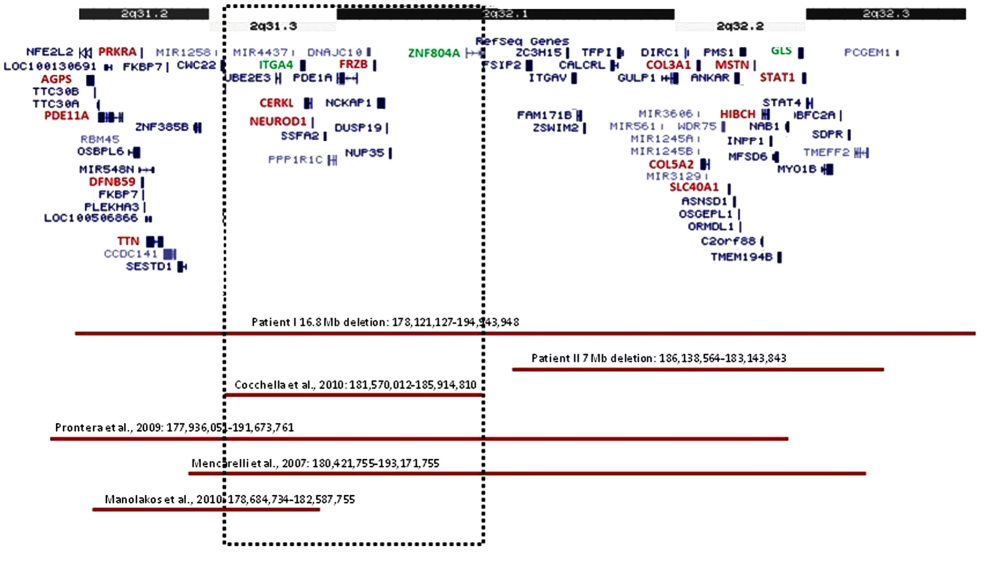 2q31.2 2q32.1 2q32.3
2q31.3 2q32.2
RefSeq Genes
NFE2L2 PRKRA MIR1258 MIR4437 DNAJC10 ZNF804A ZC3H15 TFPI DIRC1 PMS1 GLS PCGEM1
LOC100130691 FKBP7 CWC22 ITGA4 FRZB FSIP2 CALCRL COL3A1 MSTN
AGPS UBE2E3 PDE1A ITGAV GULP1 ANKAR STAT1
TTC30B
TTC30A CERKL NCKAP1 STAT4
PDE11A FAM171B MIR3606 HIBCH OBFC2A
ZNF385B NEUROD1 DUSP19 ZSWIM2 MIR561 WDR75 NAB1
RBM45 SSFA2 MIR1245A INPP1 SDPR
OSBPL6 NUP35 MIR1245B MFSD6 TMEFF2
MIR548N PPP1R1C COL5A2 MYO1B
DFNB59 MIR3129
FKBP7 SLC40A1
PLEKHA3 ASNSD1
LOC100506866 OSGEPL1
ORMDL1
TTN C2orf88
CCDC141 TMEM194B
SESTD1
Patient I 16.8 Mb deletion: 178,121,127-194,943,948
Patient II 7 Mb deletion: 186,138,564-183,143,843
Cocchella et al., 2010: 181,570,012-185,914,810
Prontera et al., 2009: 177,936,051-191,673,761
Mencarelli et al., 2007: 180,421,755-193,171,755
Manolakos et al., 2010: 178,684,734-182,587,755